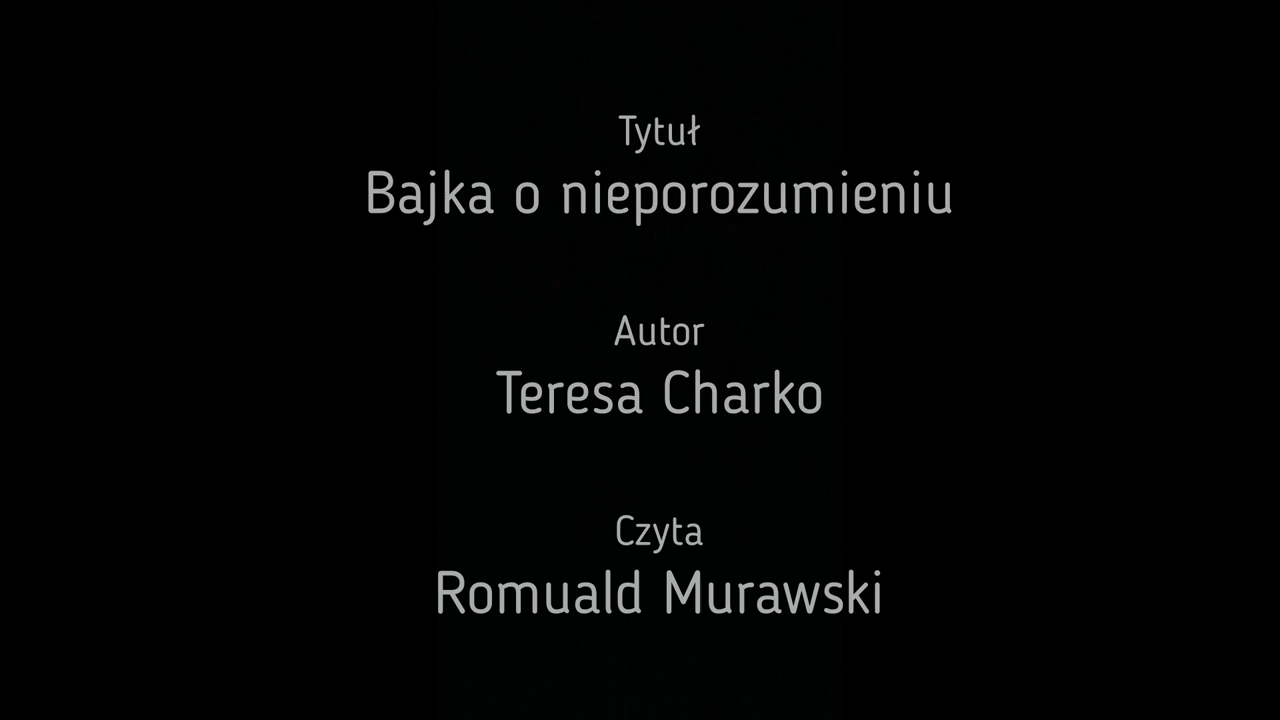 Tytuł
Bajka o nieporozumieniu
Autor
Teresa Charko
Czyta
Romuald Murawski